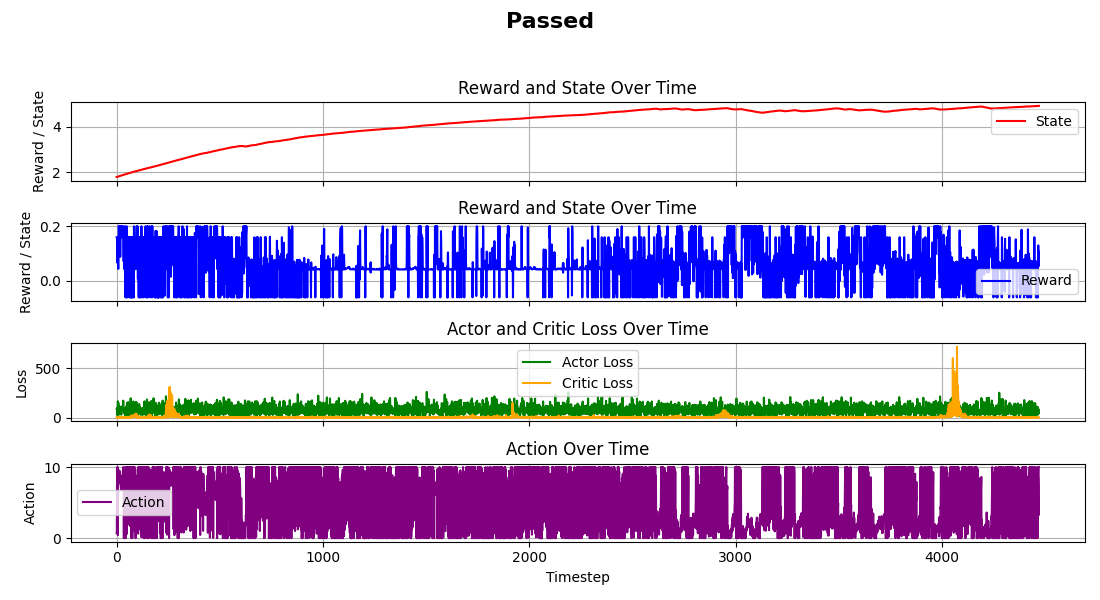 Passed
Reward and State Over Time
Reward / State
4
2
State
Reward and State Over Time
Reward / State
0.2
0.0
Reward
Actor and Critic Loss Over Time
Loss
500
0
Actor Loss
Critic Loss
Action Over Time
Action
10
0
Action
0 1000 2000 3000 4000
Timestep